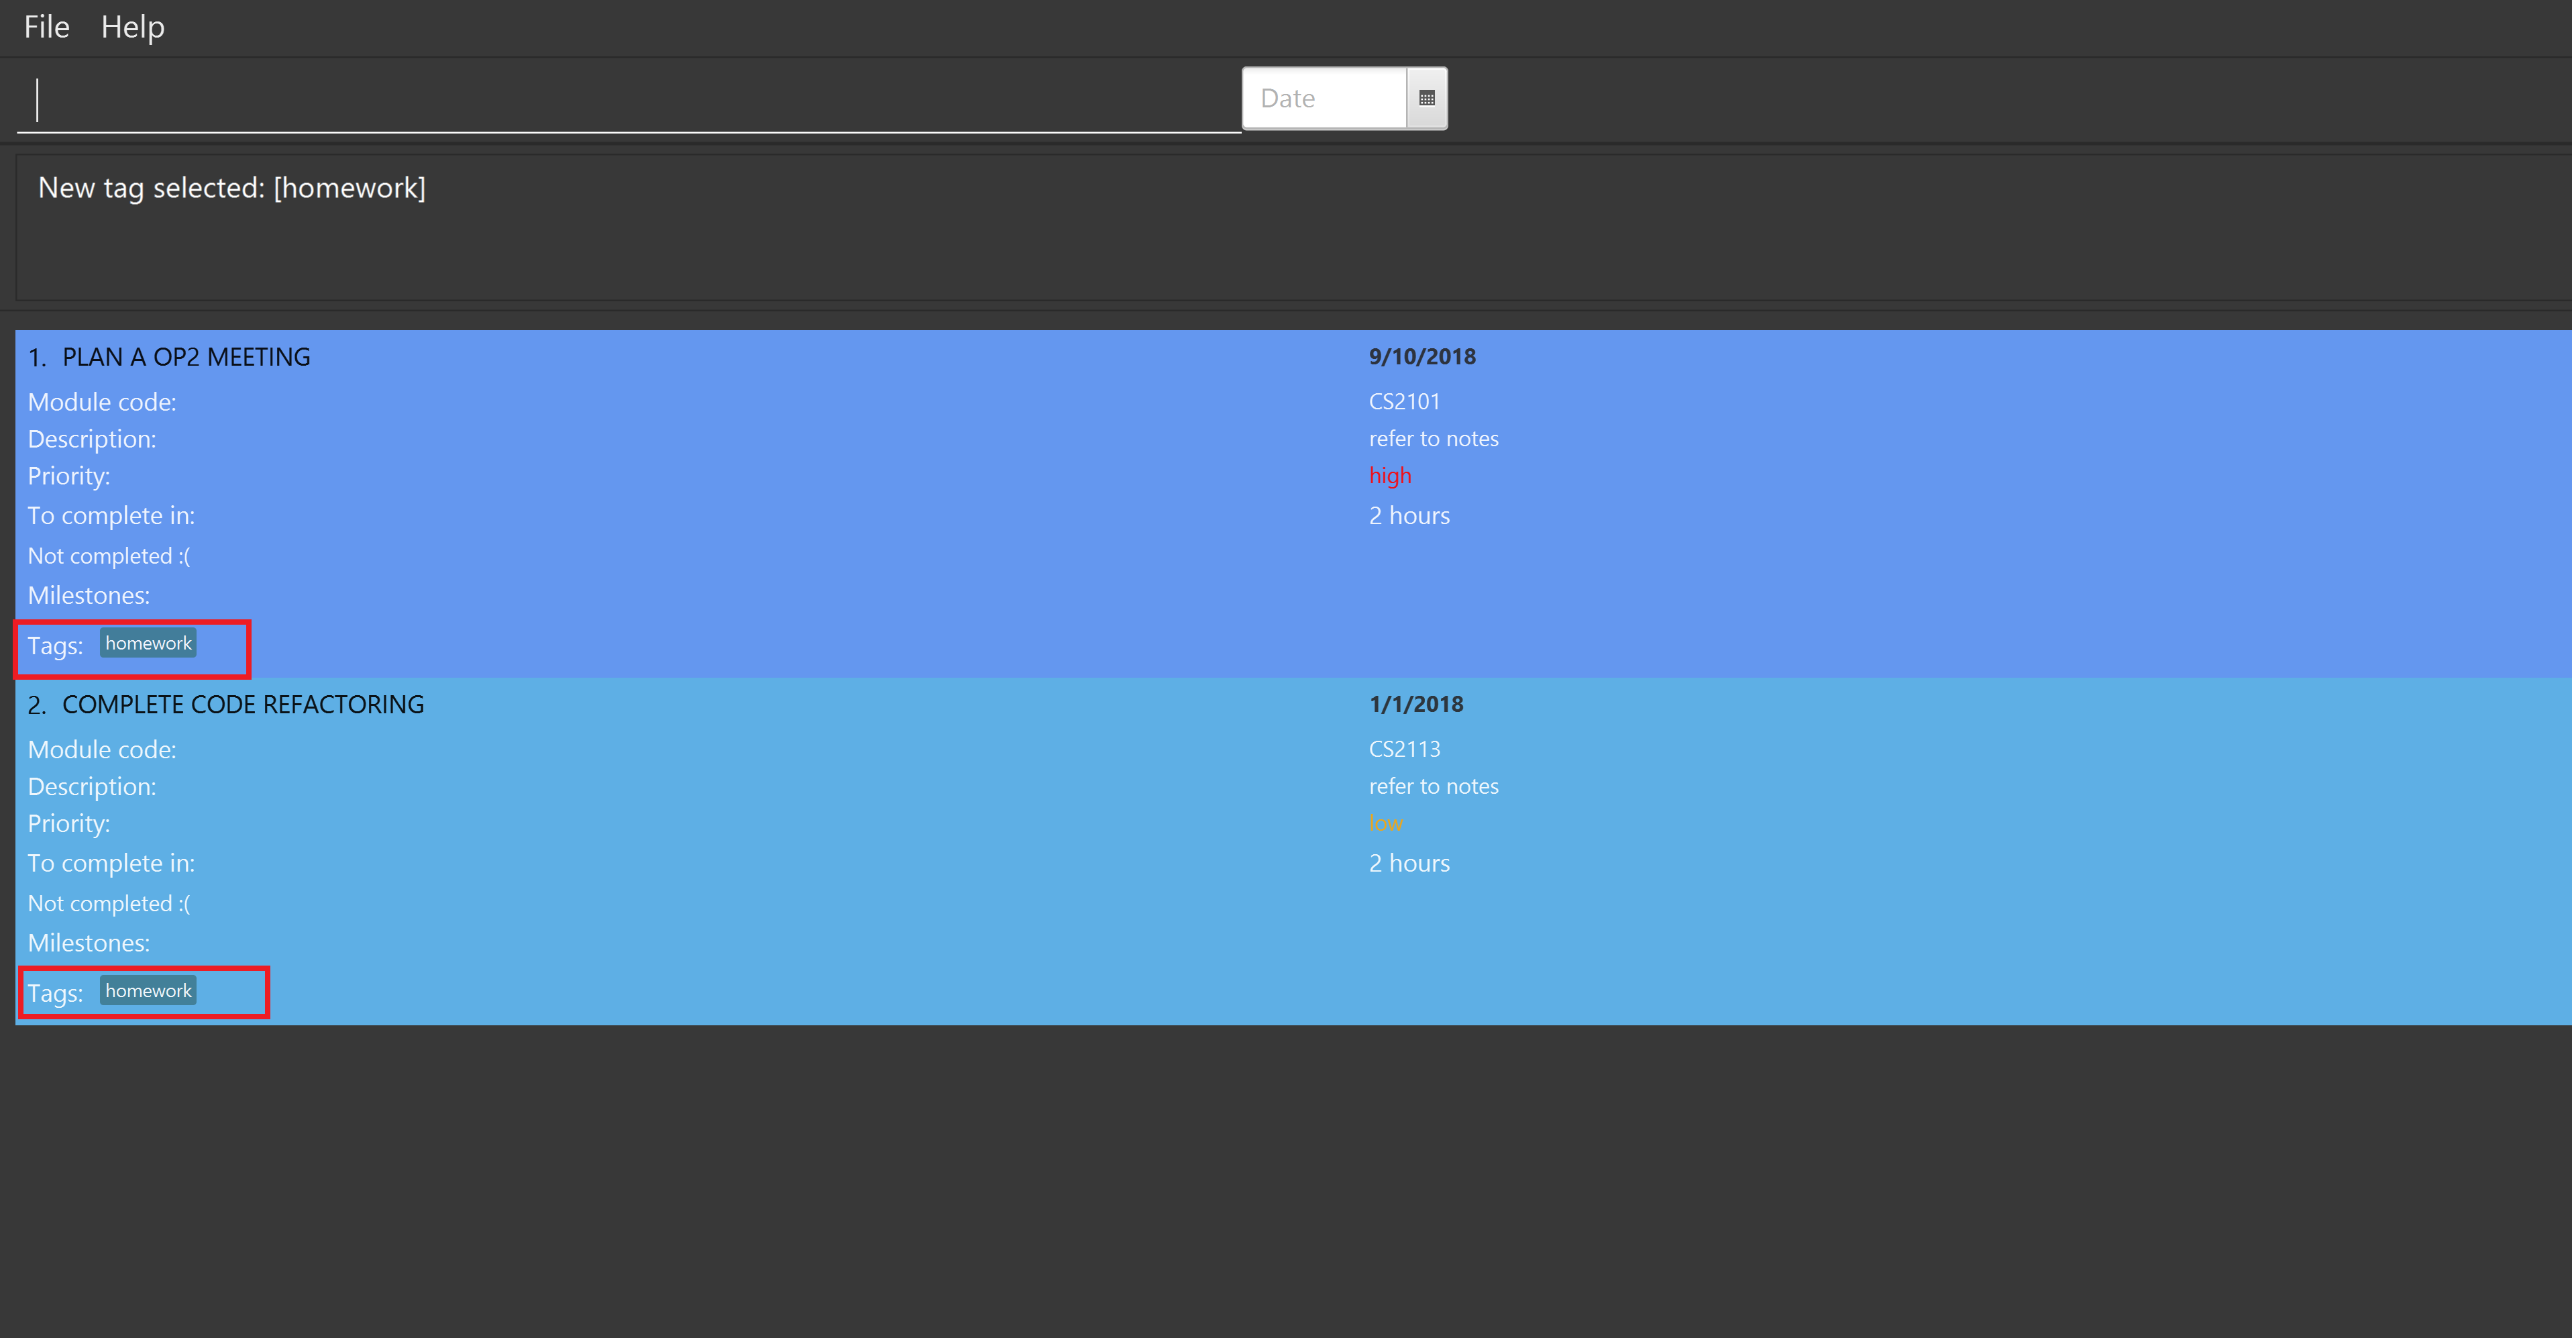 File Help
Date
New tag selected: [homework]
1. PLAN A OP2 MEETING 9/10/2018
Module code: CS2101
Description: refer to notes
Priority: high
To complete in: 2 hours
Not completed :(
Milestones:
Tags: homework
2. COMPLETE CODE REFACTORING 1/1/2018
Module code: CS2113
Description: refer to notes
Priority: low
To complete in: 2 hours
Not completed :(
Milestones:
Tags: homework